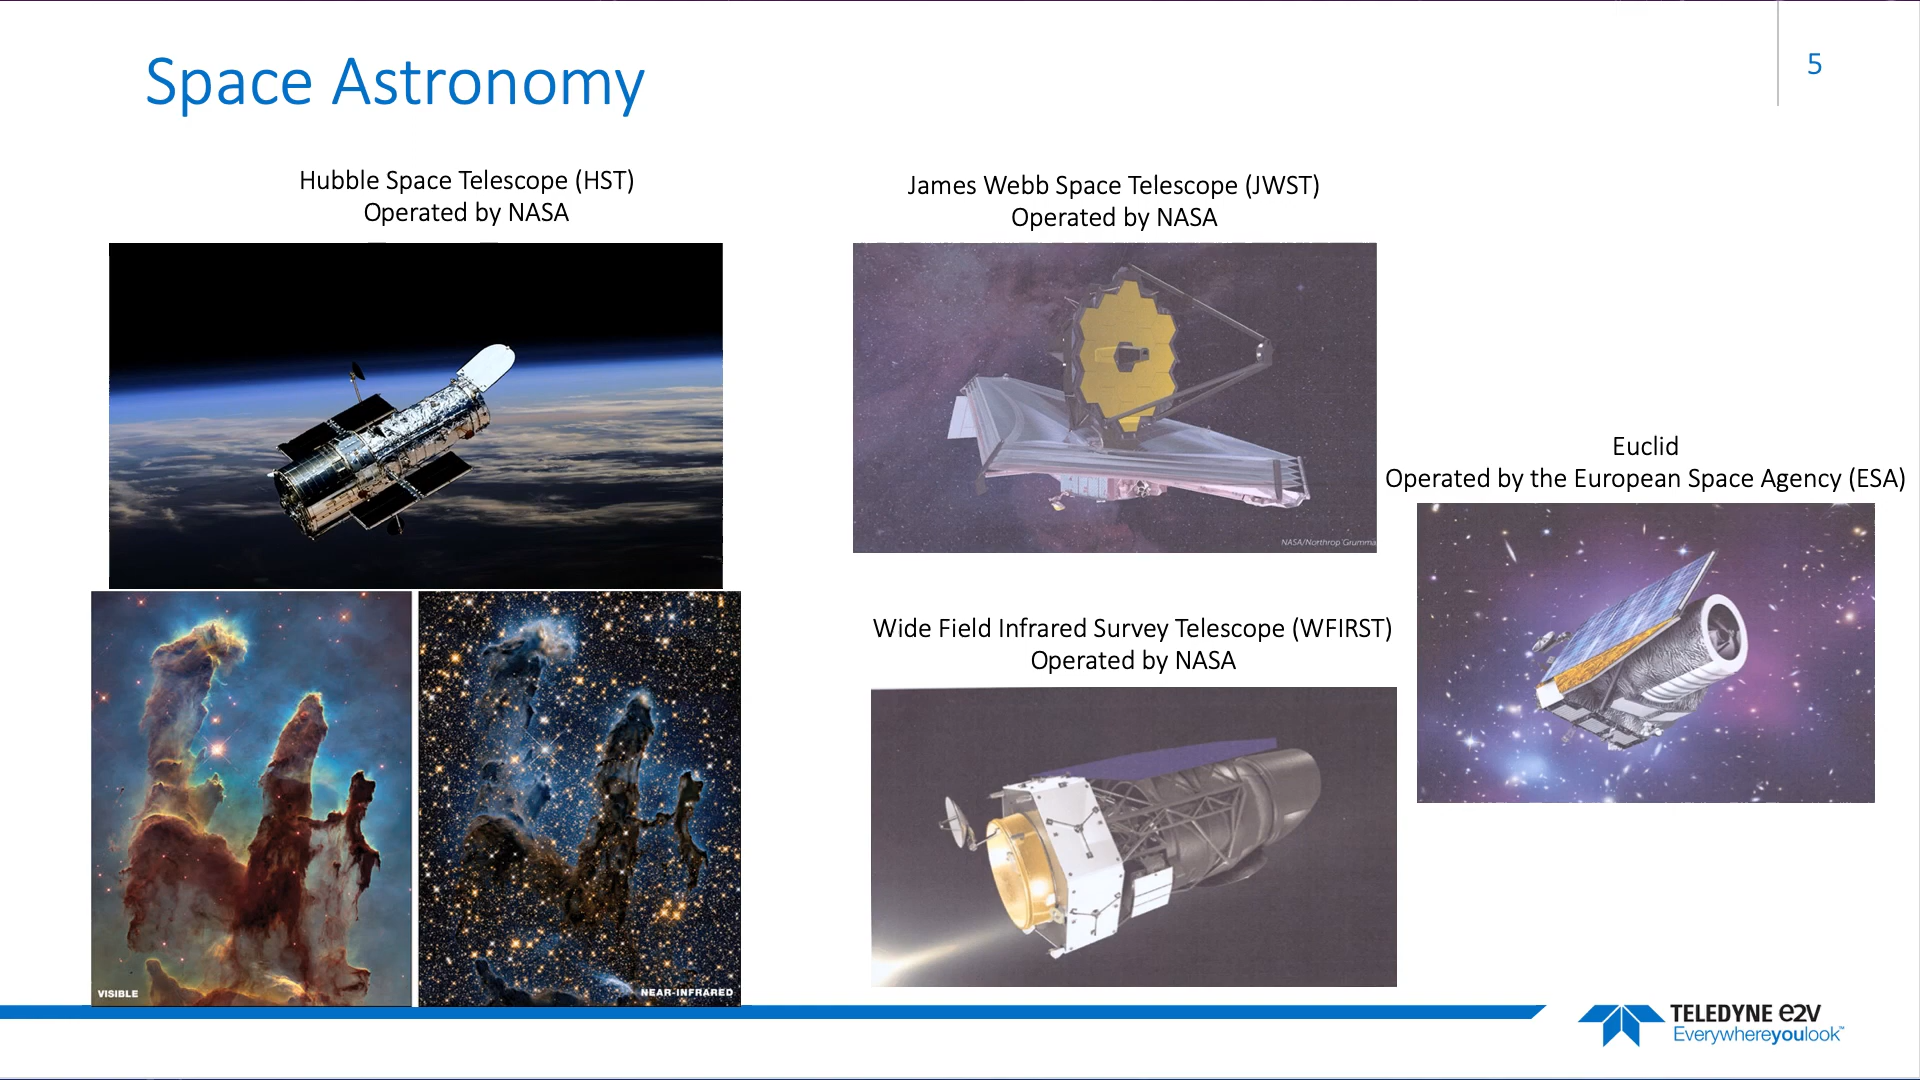 Space Astronomy
5
Hubble Space Telescope (HST)
Operated by NASA
James Webb Space Telescope (JWST)
Operated by NASA
NASA/Northrop Grumma
Euclid
Operated by the European Space Agency (ESA)
Wide Field Infrared Survey Telescope (WFIRST)
Operated by NASA
VISIBLE
NEAR-INFRARED
TELEDYNE e2v
Everywhereyoulook™